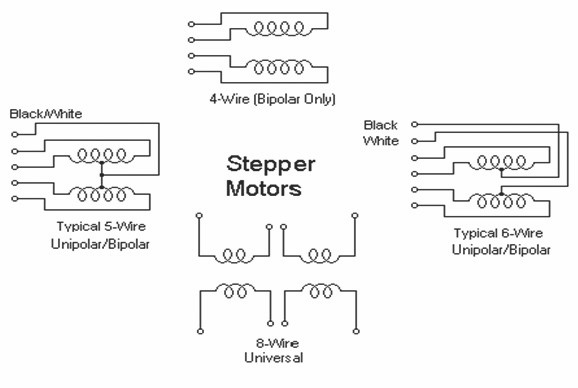 4-Wire (Bipolar Only)
Black/White
Stepper
Motors
Black
White
Typical 5-Wire
Unipolar/Bipolar
Typical 6-Wire
Unipolar/Bipolar
8-Wire
Universal